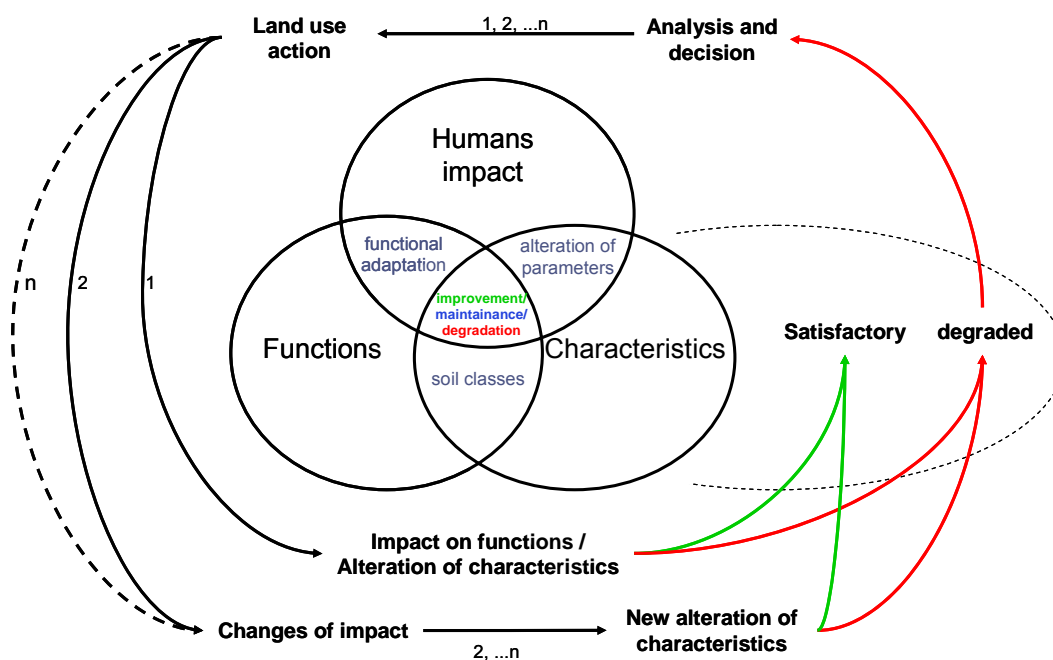 Land use
action
1, 2, ...n
Analysis and
decision
Humans
impact
functional
adaptation
alteration of
parameters
n
2
1
improvement/
maintainance/
degradation
Functions
Characteristics
soil classes
Satisfactory
degraded
Impact on functions /
Alteration of characteristics
Changes of impact
2, ...n
New alteration of
characteristics